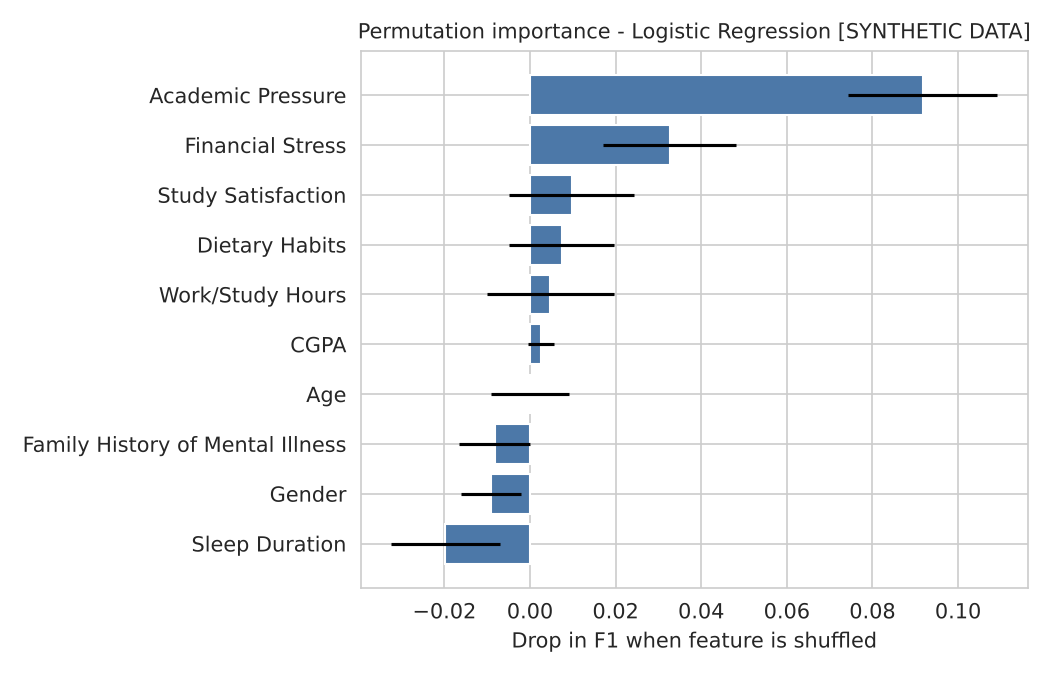 Permutation importance - Logistic Regression [SYNTHETIC DATA]
Academic Pressure
Financial Stress
Study Satisfaction
Dietary Habits
Work/Study Hours
CGPA
Age
Family History of Mental Illness
Gender
Sleep Duration
−0.02 0.00 0.02 0.04 0.06 0.08 0.10
Drop in F1 when feature is shuffled